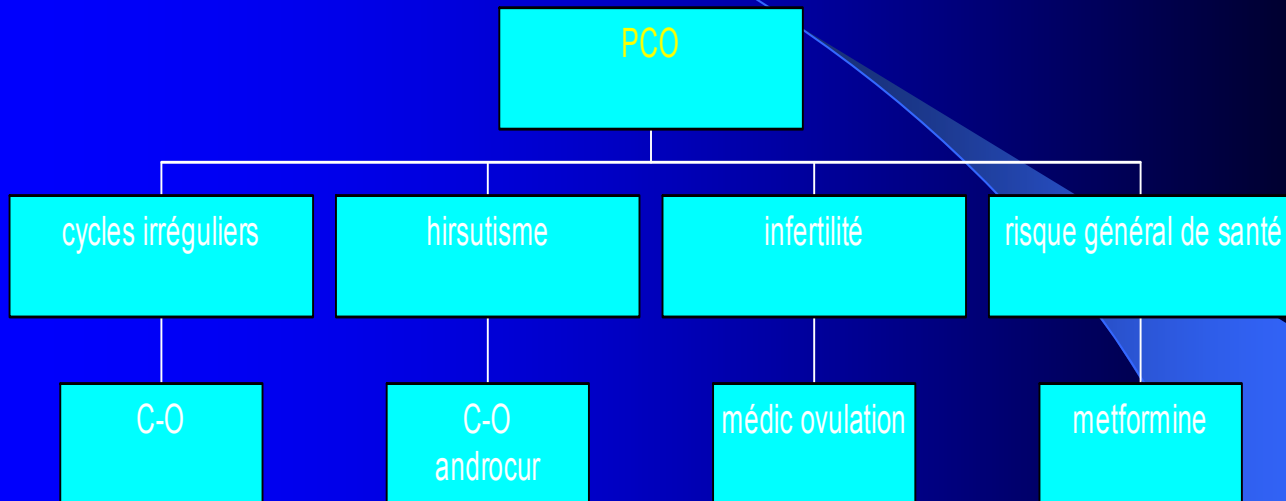 PCO
cycles irréguliers
hirsutisme
infertilité
risque général de santé
C-O
C-O
androcur
médic ovulation
metformine